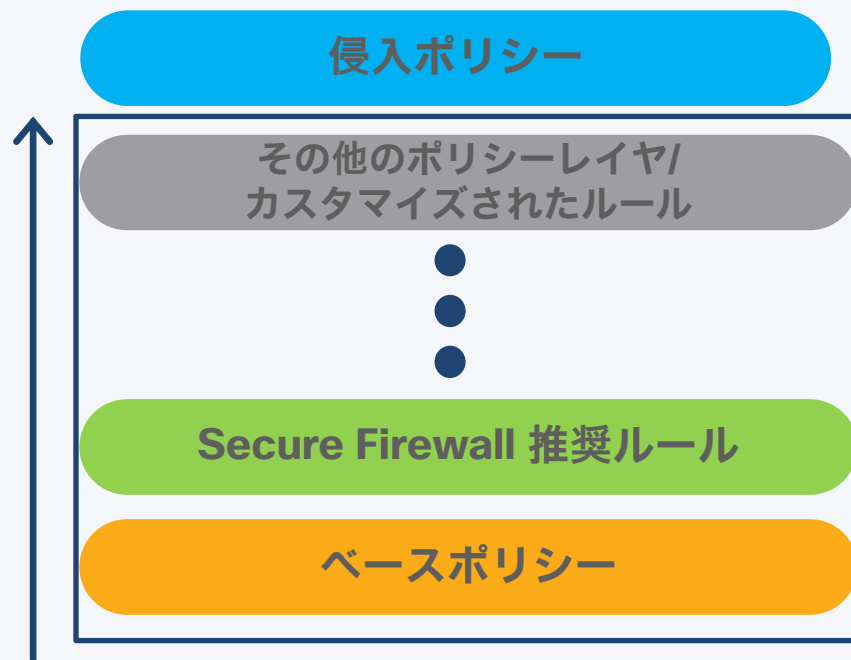 侵入ポリシー
その他のポリシーレイヤ/
カスタマイズされたルール
Secure Firewall 推奨ルール
ベースポリシー